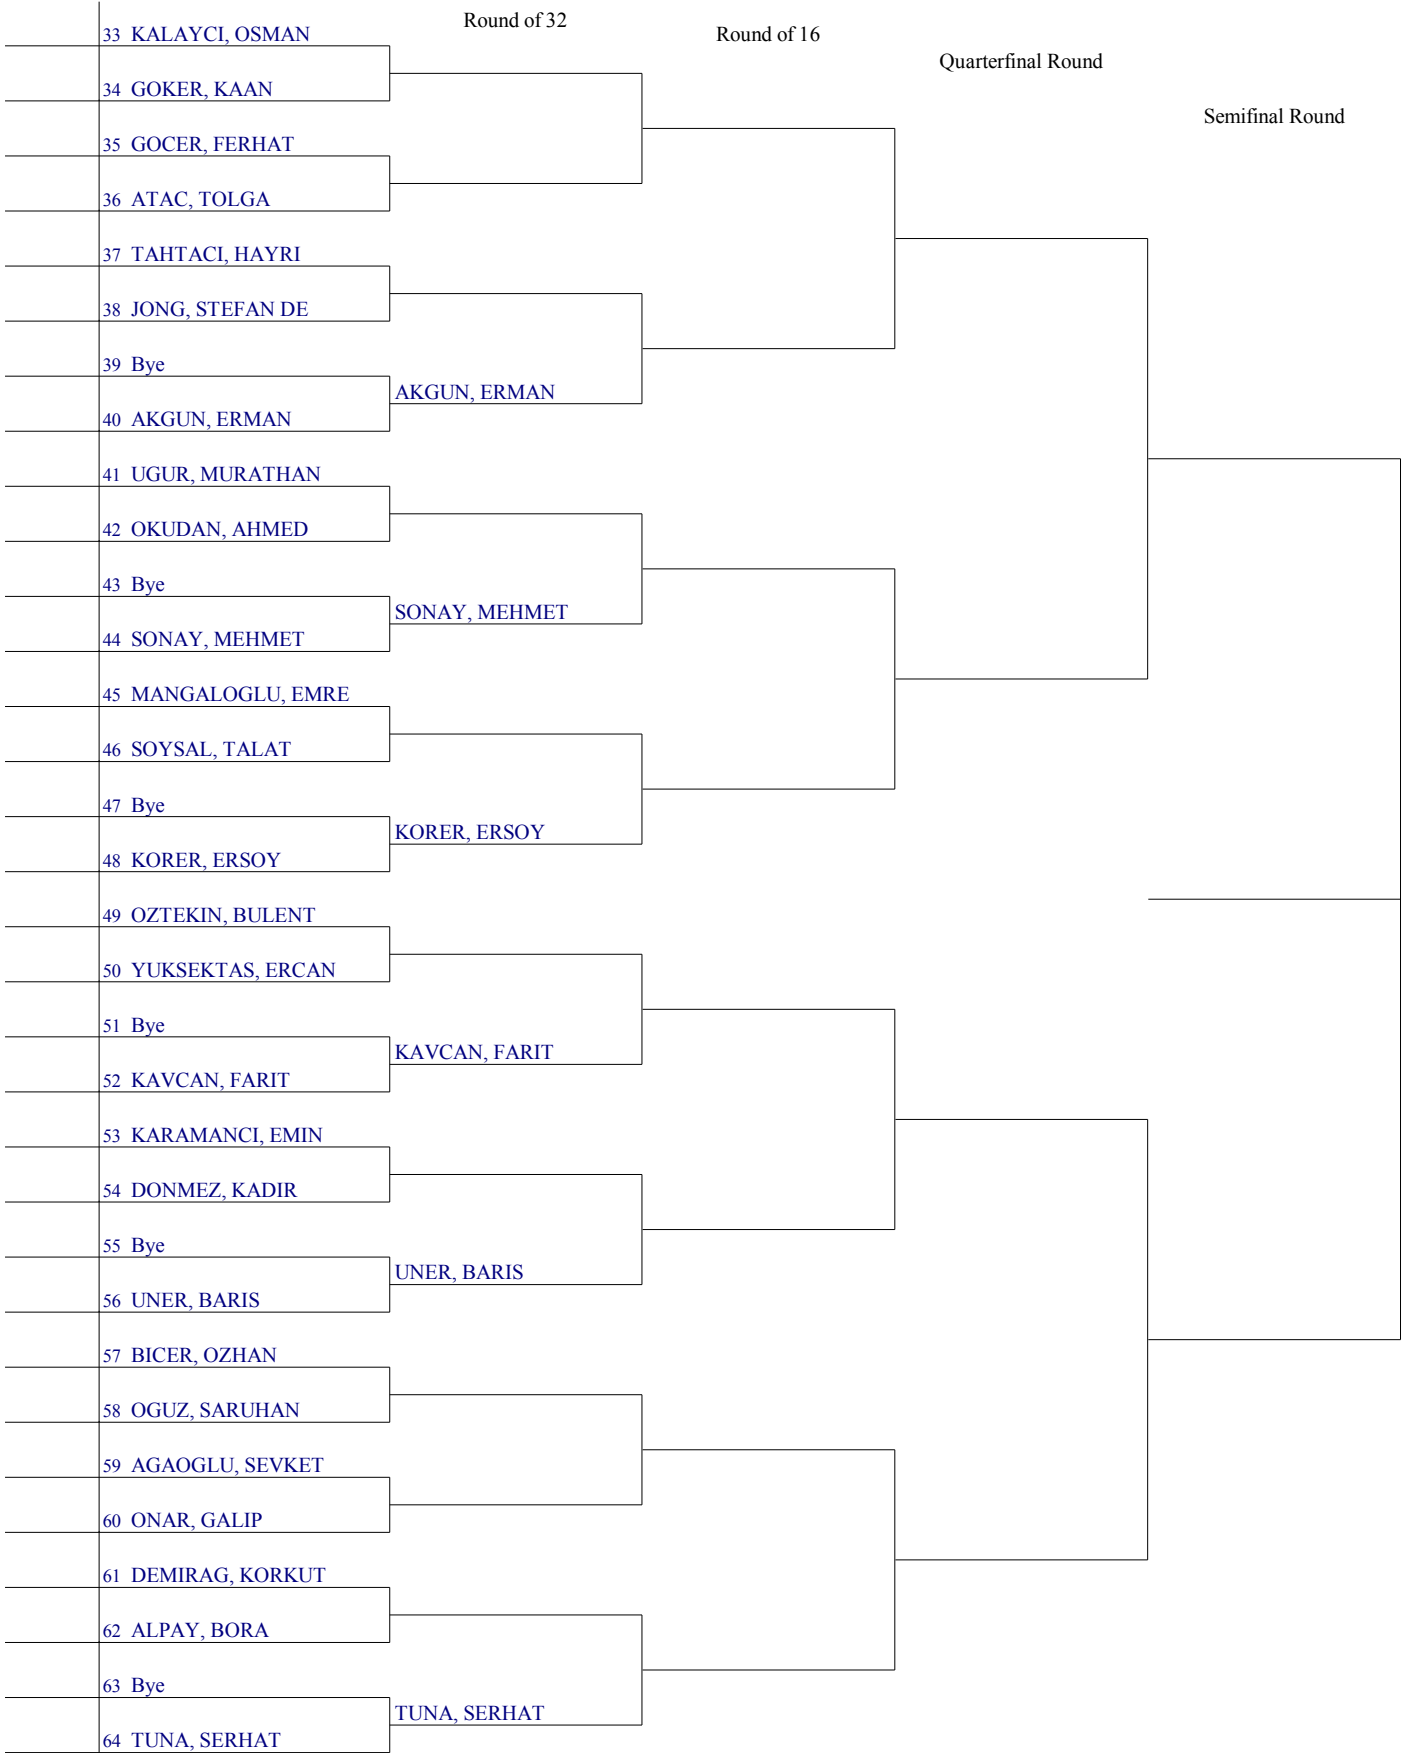 Round of 32
Round of 16
Quarterfinal Round
Semifinal Round
33 KALAYCI, OSMAN
34 GOKER, KAAN
35 GOCER, FERHAT
36 ATAC, TOLGA
37 TAHTACI, HAYRI
38 JONG, STEFAN DE
39 Bye
AKGUN, ERMAN
40 AKGUN, ERMAN
41 UGUR, MURATHAN
42 OKUDAN, AHMED
43 Bye
SONAY, MEHMET
44 SONAY, MEHMET
45 MANGALOGLU, EMRE
46 SOYSAL, TALAT
47 Bye
KORER, ERSOY
48 KORER, ERSOY
49 OZTEKIN, BULENT
50 YUKSEKTAS, ERCAN
51 Bye
KAVCAN, FARIT
52 KAVCAN, FARIT
53 KARAMANCI, EMIN
54 DONMEZ, KADIR
55 Bye
UNER, BARIS
56 UNER, BARIS
57 BICER, OZHAN
58 OGUZ, SARUHAN
59 AGAOGLU, SEVKET
60 ONAR, GALIP
61 DEMIRAG, KORKUT
62 ALPAY, BORA
63 Bye
TUNA, SERHAT
64 TUNA, SERHAT